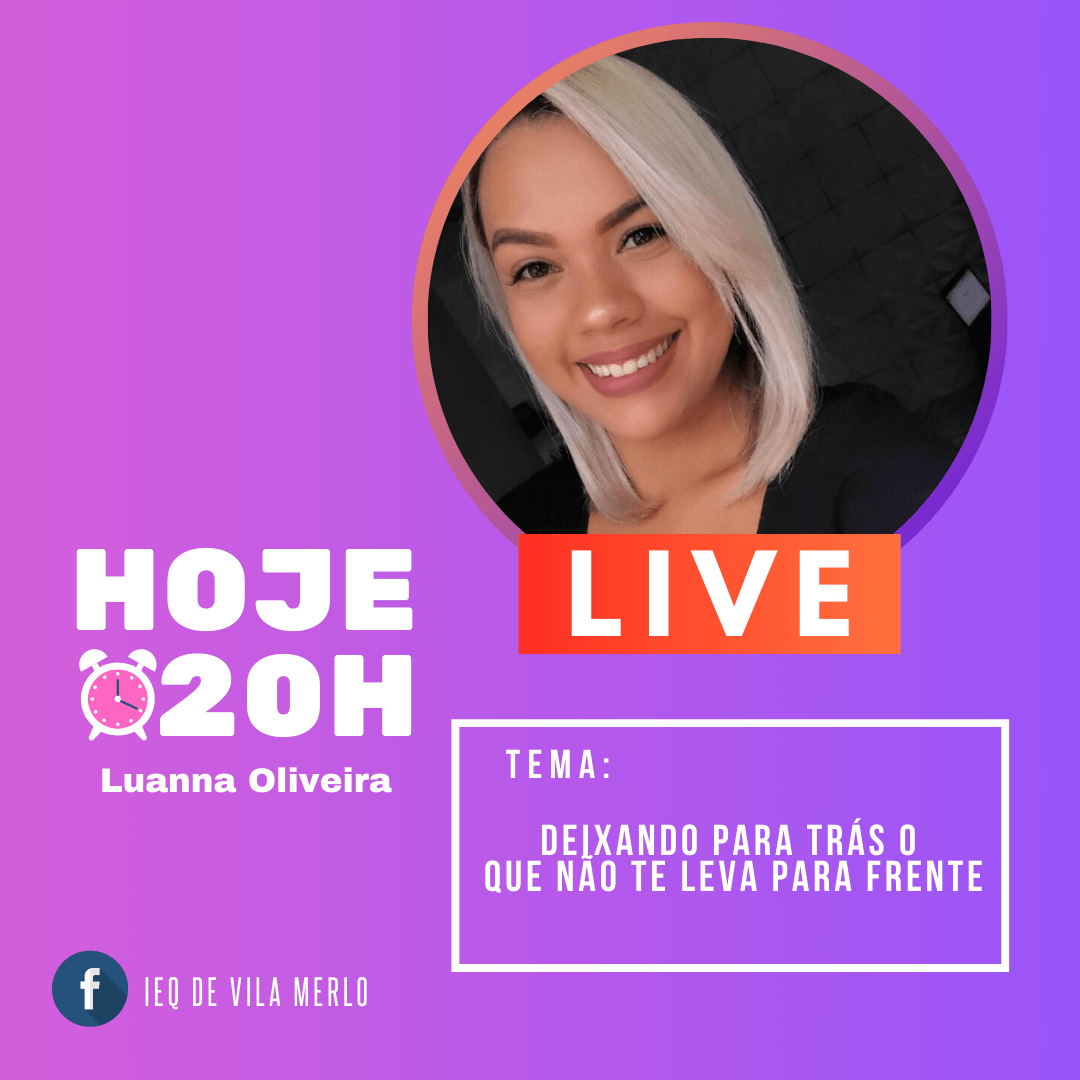 LIVE
HOJE
20H
Luanna Oliveira
TEMA:
DEIXANDO PARA TRÁS O
QUE NÃO TE LEVA PARA FRENTE
f
IEQ DE VILA MERLO